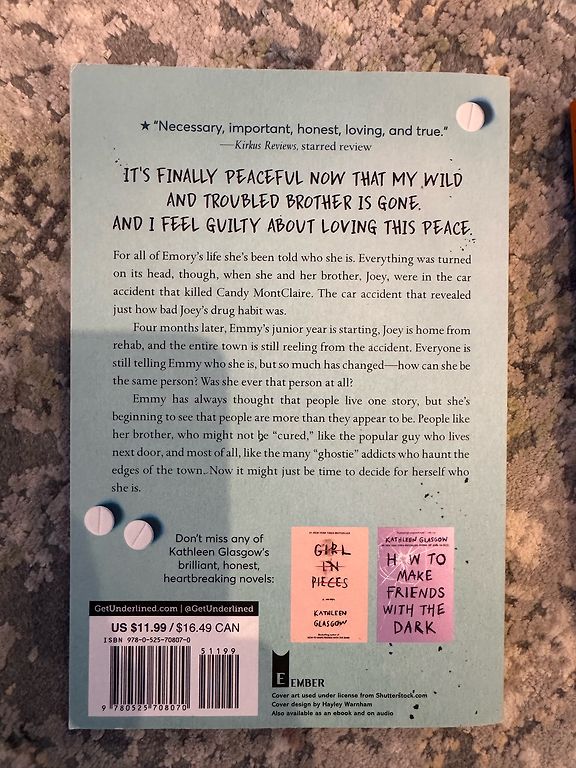 ★ "Necessary, important, honest, loving, and true."
—Kirkus Reviews, starred review
IT'S FINALLY PEACEFUL NOW THAT MY WILD
AND TROUBLED BROTHER IS GONE.
AND I FEEL GUILTY ABOUT LOVING THIS PEACE.
For all of Emory's life she's been told who she is. Everything was turned
on its head, though, when she and her brother, Joey, were in the car
accident that killed Candy MontClaire. The car accident that revealed
just how bad Joey's drug habit was.
Four months later, Emmy's junior year is starting, Joey is home from
rehab, and the entire town is still reeling from the accident. Everyone is
still telling Emmy who she is, but so much has changed—how can she be
the same person? Was she ever that person at all?
Emmy has always thought that people live one story, but she's
beginning to see that people are more than they appear to be. People like
her brother, who might not be "cured," like the popular guy who lives
next door, and most of all, like the many "ghostie" addicts who haunt the
edges of the town. Now it might just be time to decide for herself who
she is.
Don't miss any of
Kathleen Glasgow's
brilliant, honest,
heartbreaking novels:
GIRL
IN
PIECES
KATHLEEN
GLASGOW
KATHLEEN GLASGOW
HOW TO
MAKE
FRIENDS
WITH THE
DARK
GetUnderlined.com | @GetUnderlined
US $11.99 / $16.49 CAN
ISBN 978-0-525-70807-0
51199
9 780525 708070
E EMBER
Cover art used under license from Shutterstock.com
Cover design by Hayley Warnham
Also available as an ebook and on audio